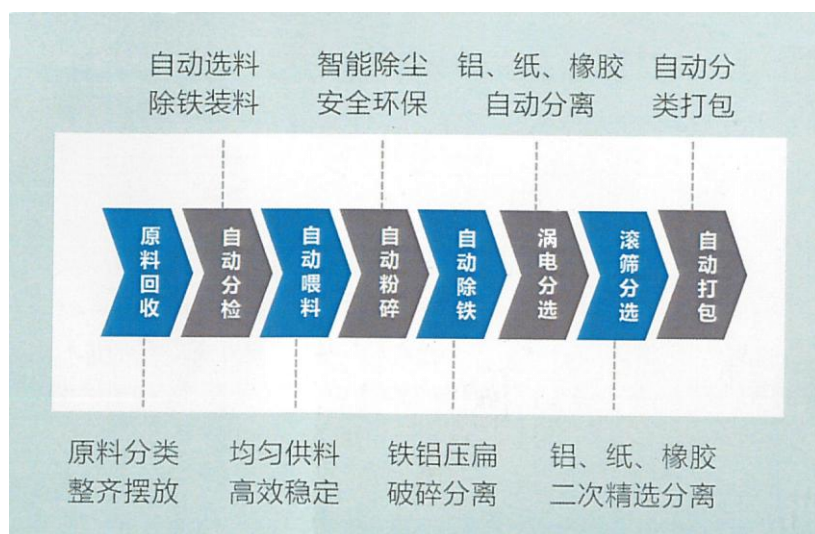 自动选料
除铁装料
智能除尘
安全环保
铝、纸、橡胶
自动分离
自动分
类打包
原料回收
自动分检
自动喂料
自动粉碎
自动除铁
涡电分选
滚筛分选
自动打包
原料分类
整齐摆放
均匀供料
高效稳定
铁铝压扁
破碎分离
铝、纸、橡胶
二次精选分离